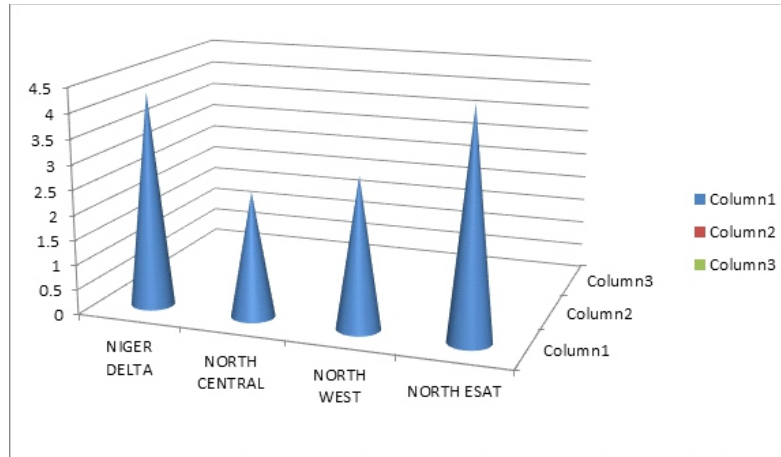 4.5
4
3.5
3
2.5
2
1.5
1
0.5
0
NIGER
DELTA
NORTH
CENTRAL
NORTH
WEST
NORTH ESAT
Column1
Column2
Column3
Column1
Column2
Column3